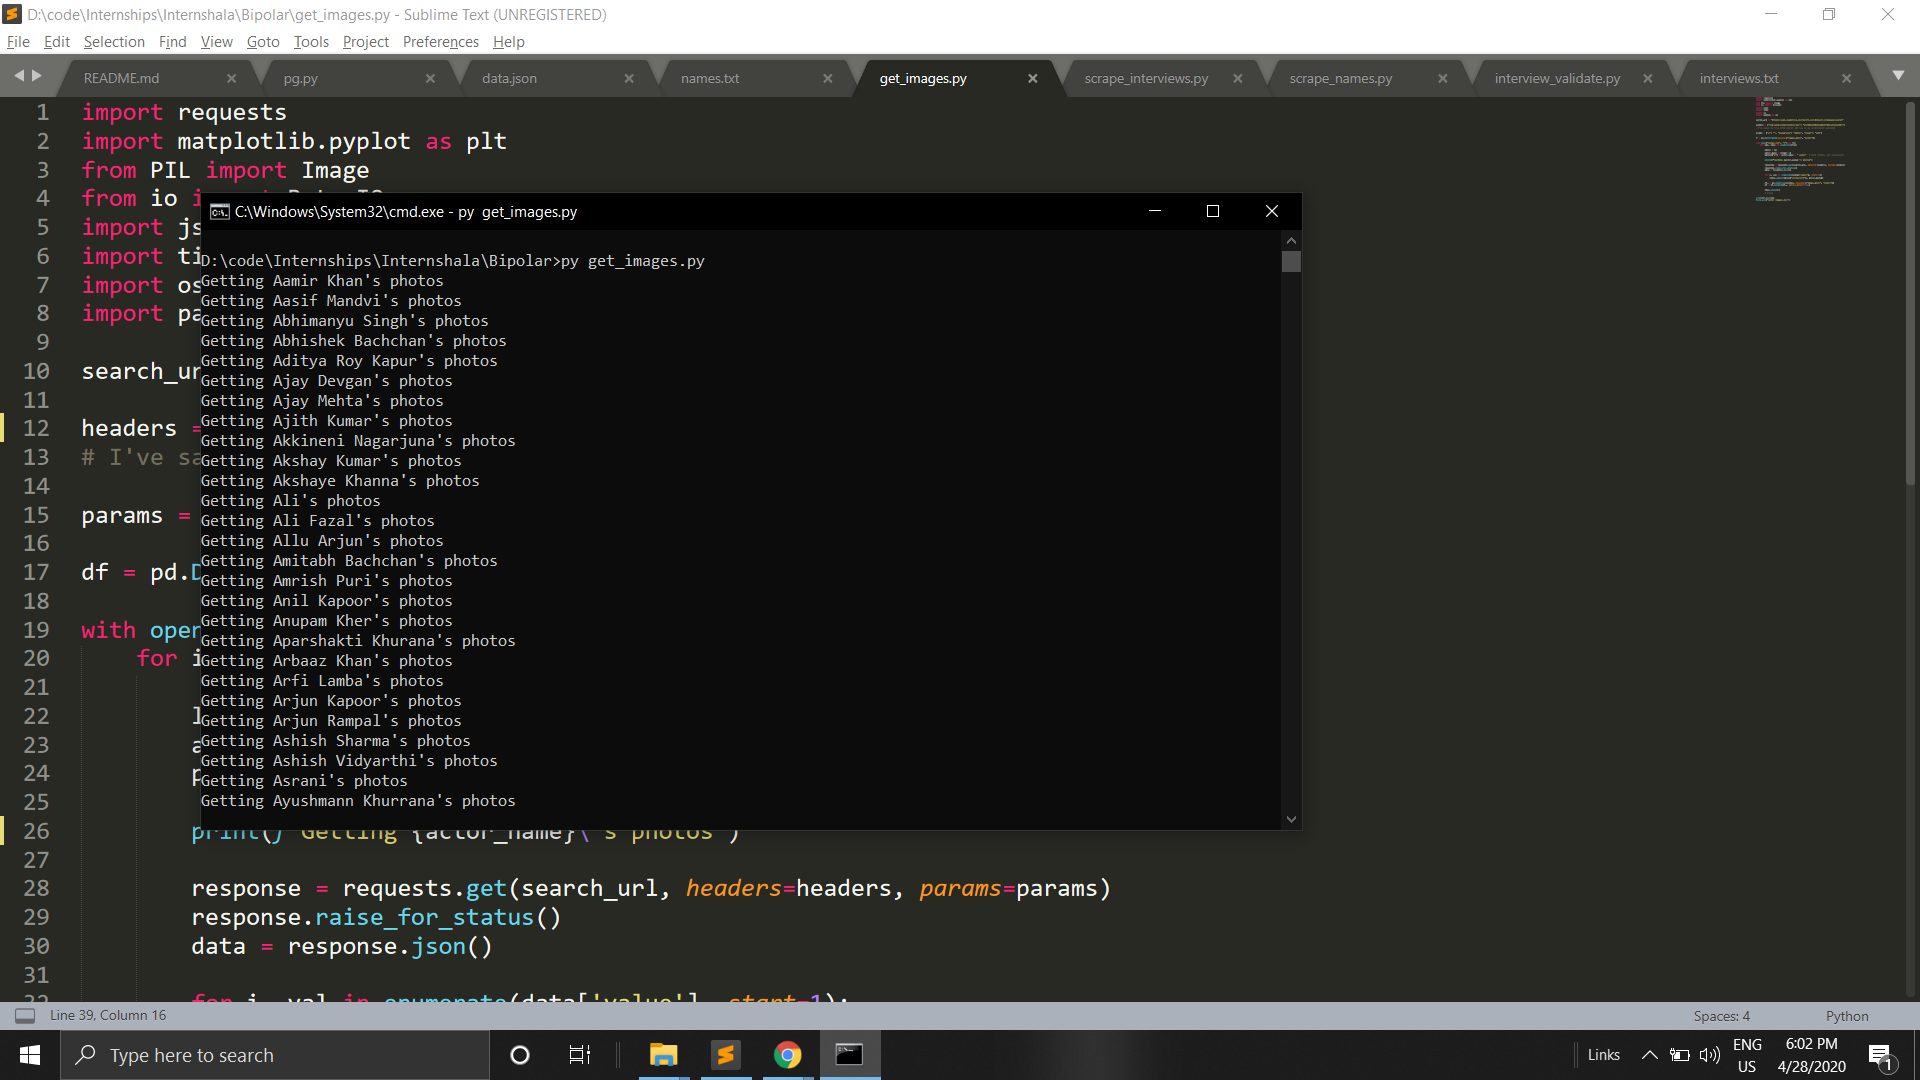 D:\code\Internships\Internshala\Bipolar\get_images.py - Sublime Text (UNREGISTERED)
File Edit Selection Find View Goto Tools Project Preferences Help
README.md pg.py data.json names.txt get_images.py scrape_interviews.py scrape_names.py interview_validate.py interviews.txt
1 import requests
2 import matplotlib.pyplot as plt
3 from PIL import Image
4 from io
5 import js
6 import ti
7 import os
8 import pa
9
10 search_ur
11
12 headers =
13 # I've sa
14
15 params =
16
17 df = pd.D
18
19 with open
20 for i
21
22 l
23 a
24 p
25
26 print(f"Getting {actor_name}\'s photos")
27
28 response = requests.get(search_url, headers=headers, params=params)
29 response.raise_for_status()
30 data = response.json()
31
32 for i, val in enumerate(data['value'], start=1):
C:\Windows\System32\cmd.exe - py  get_images.py
D:\code\Internships\Internshala\Bipolar>py get_images.py
Getting Aamir Khan's photos
Getting Aasif Mandvi's photos
Getting Abhimanyu Singh's photos
Getting Abhishek Bachchan's photos
Getting Aditya Roy Kapur's photos
Getting Ajay Devgan's photos
Getting Ajay Mehta's photos
Getting Ajith Kumar's photos
Getting Akkineni Nagarjuna's photos
Getting Akshay Kumar's photos
Getting Akshaye Khanna's photos
Getting Ali's photos
Getting Ali Fazal's photos
Getting Allu Arjun's photos
Getting Amitabh Bachchan's photos
Getting Amrish Puri's photos
Getting Anil Kapoor's photos
Getting Anupam Kher's photos
Getting Aparshakti Khurana's photos
Getting Arbaaz Khan's photos
Getting Arfi Lamba's photos
Getting Arjun Kapoor's photos
Getting Arjun Rampal's photos
Getting Ashish Sharma's photos
Getting Ashish Vidyarthi's photos
Getting Asrani's photos
Getting Ayushmann Khurrana's photos
Line 39, Column 16 Spaces: 4 Python
Type here to search Links ENG US 6:02 PM 4/28/2020 1